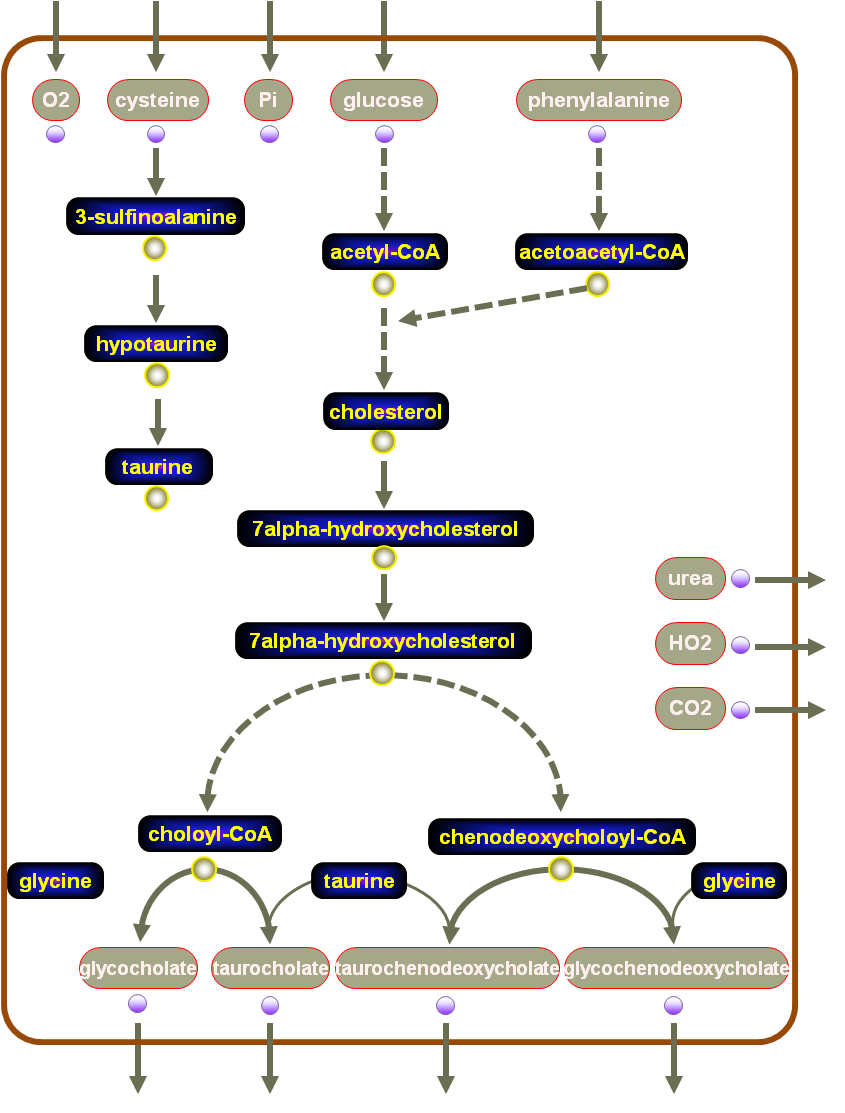 O2
cysteine
Pi
glucose
phenylalanine
3-sulfinoalanine
acetyl-CoA
acetoacetyl-CoA
hypotaurine
cholesterol
taurine
7alpha-hydroxycholesterol
urea
7alpha-hydroxycholesterol
HO2
CO2
choloyl-CoA
chenodeoxycholoyl-CoA
glycine
taurine
glycine
glycocholate
taurocholate
taurochenodeoxycholate
glycochenodeoxycholate